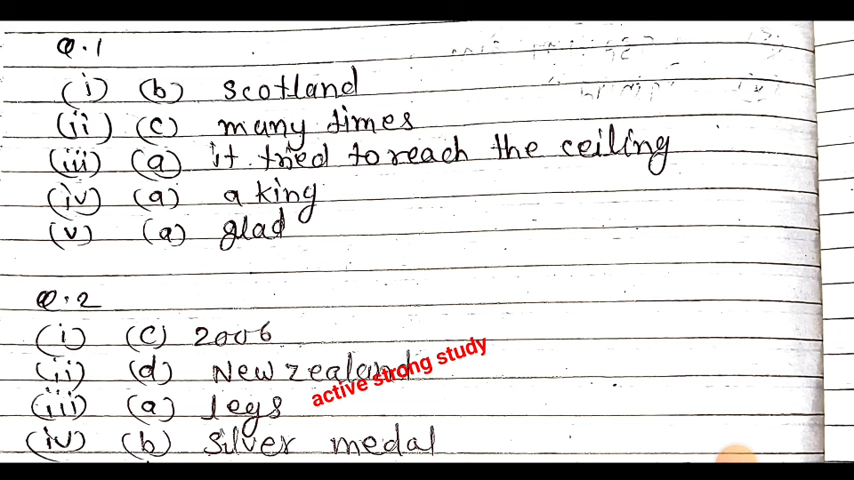 Q.1
(i) (b) scotland
(ii) (c) many times
(iii) (a) it tried to reach the ceiling
(iv) (a) a king
(v) (a) glad
Q.2
(i) (c) 2006
(ii) (d) New zealand
active strong study
(iii) (a) legs
(iv) (b) silver medal